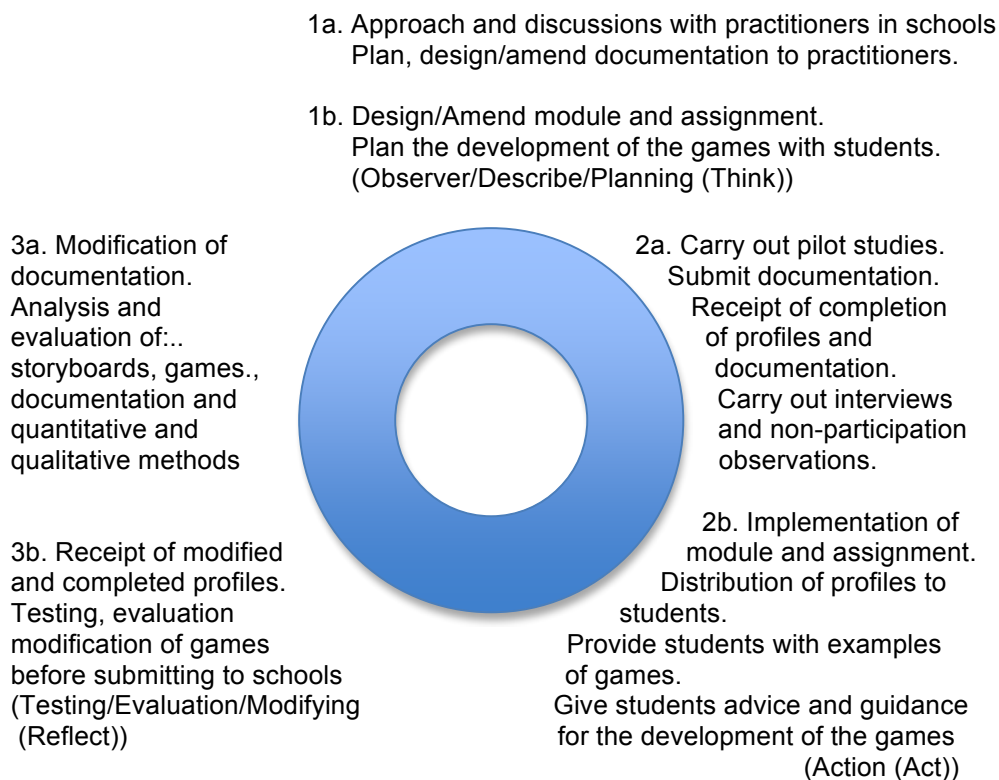 1a. Approach and discussions with practitioners in schools
Plan, design/amend documentation to practitioners.
1b. Design/Amend module and assignment.
Plan the development of the games with students.
(Observer/Describe/Planning (Think))
2a. Carry out pilot studies.
Submit documentation.
Receipt of completion
of profiles and
documentation.
Carry out interviews
and non-participation
observations.
2b. Implementation of
module and assignment.
Distribution of profiles to
students.
Provide students with examples
of games.
Give students advice and guidance
for the development of the games
(Action (Act))
3a. Modification of
documentation.
Analysis and
evaluation of:..
storyboards, games.,
documentation and
quantitative and
qualitative methods
3b. Receipt of modified
and completed profiles.
Testing, evaluation
modification of games
before submitting to schools
(Testing/Evaluation/Modifying
(Reflect))